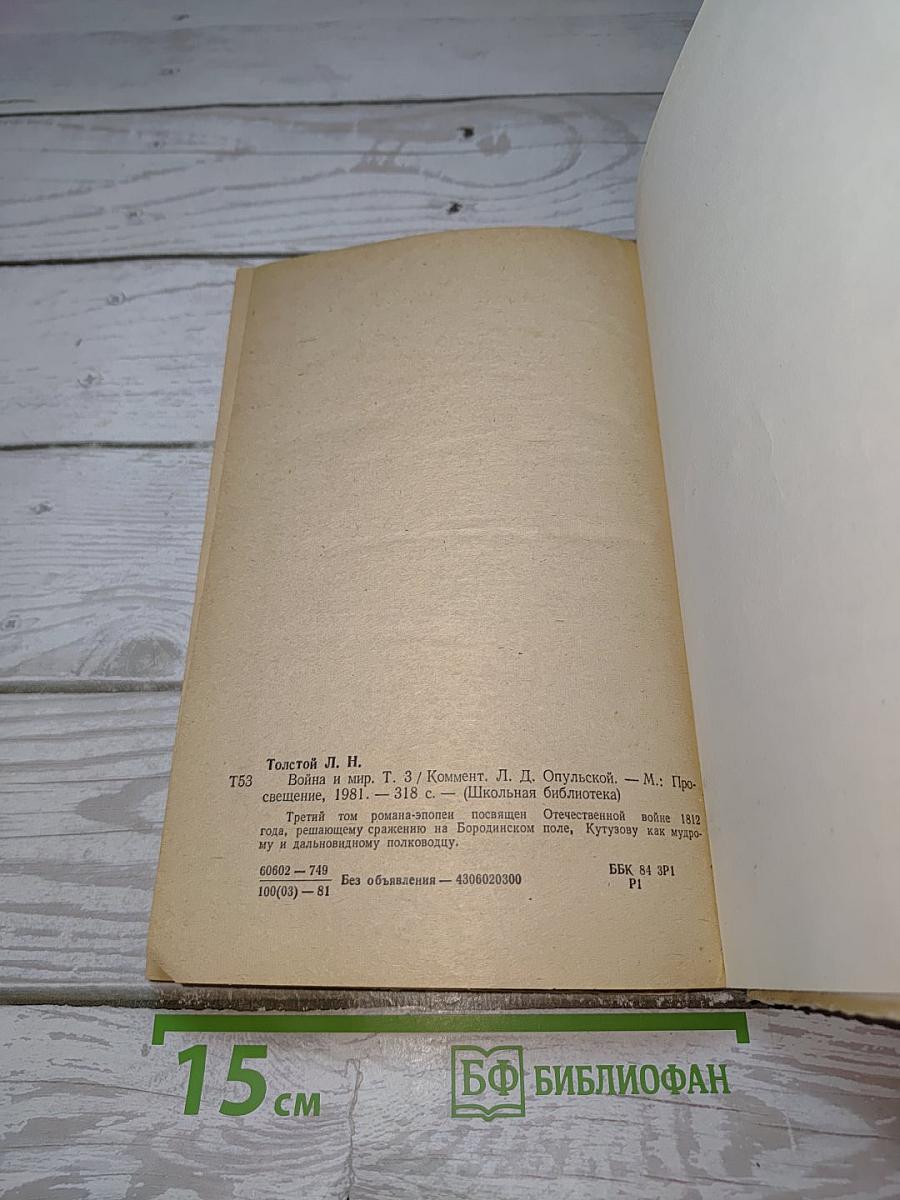 Толстой Л. Н.
Т53 Война и мир. Т. 3 / Коммент. Л. Д. Опульской. — М.: Про-
свещение, 1981. — 318 с. — (Школьная библиотека)
Третий том романа-эпопеи посвящен Отечественной войне 1812
года, решающему сражению на Бородинском поле, Кутузову как мудро-
му и дальновидному полководцу.
60602 — 749
100(03) — 81
Без объявления — 4306020300
ББК 84 3Р1
Р1
15 см
БФ БИБЛИОФАН